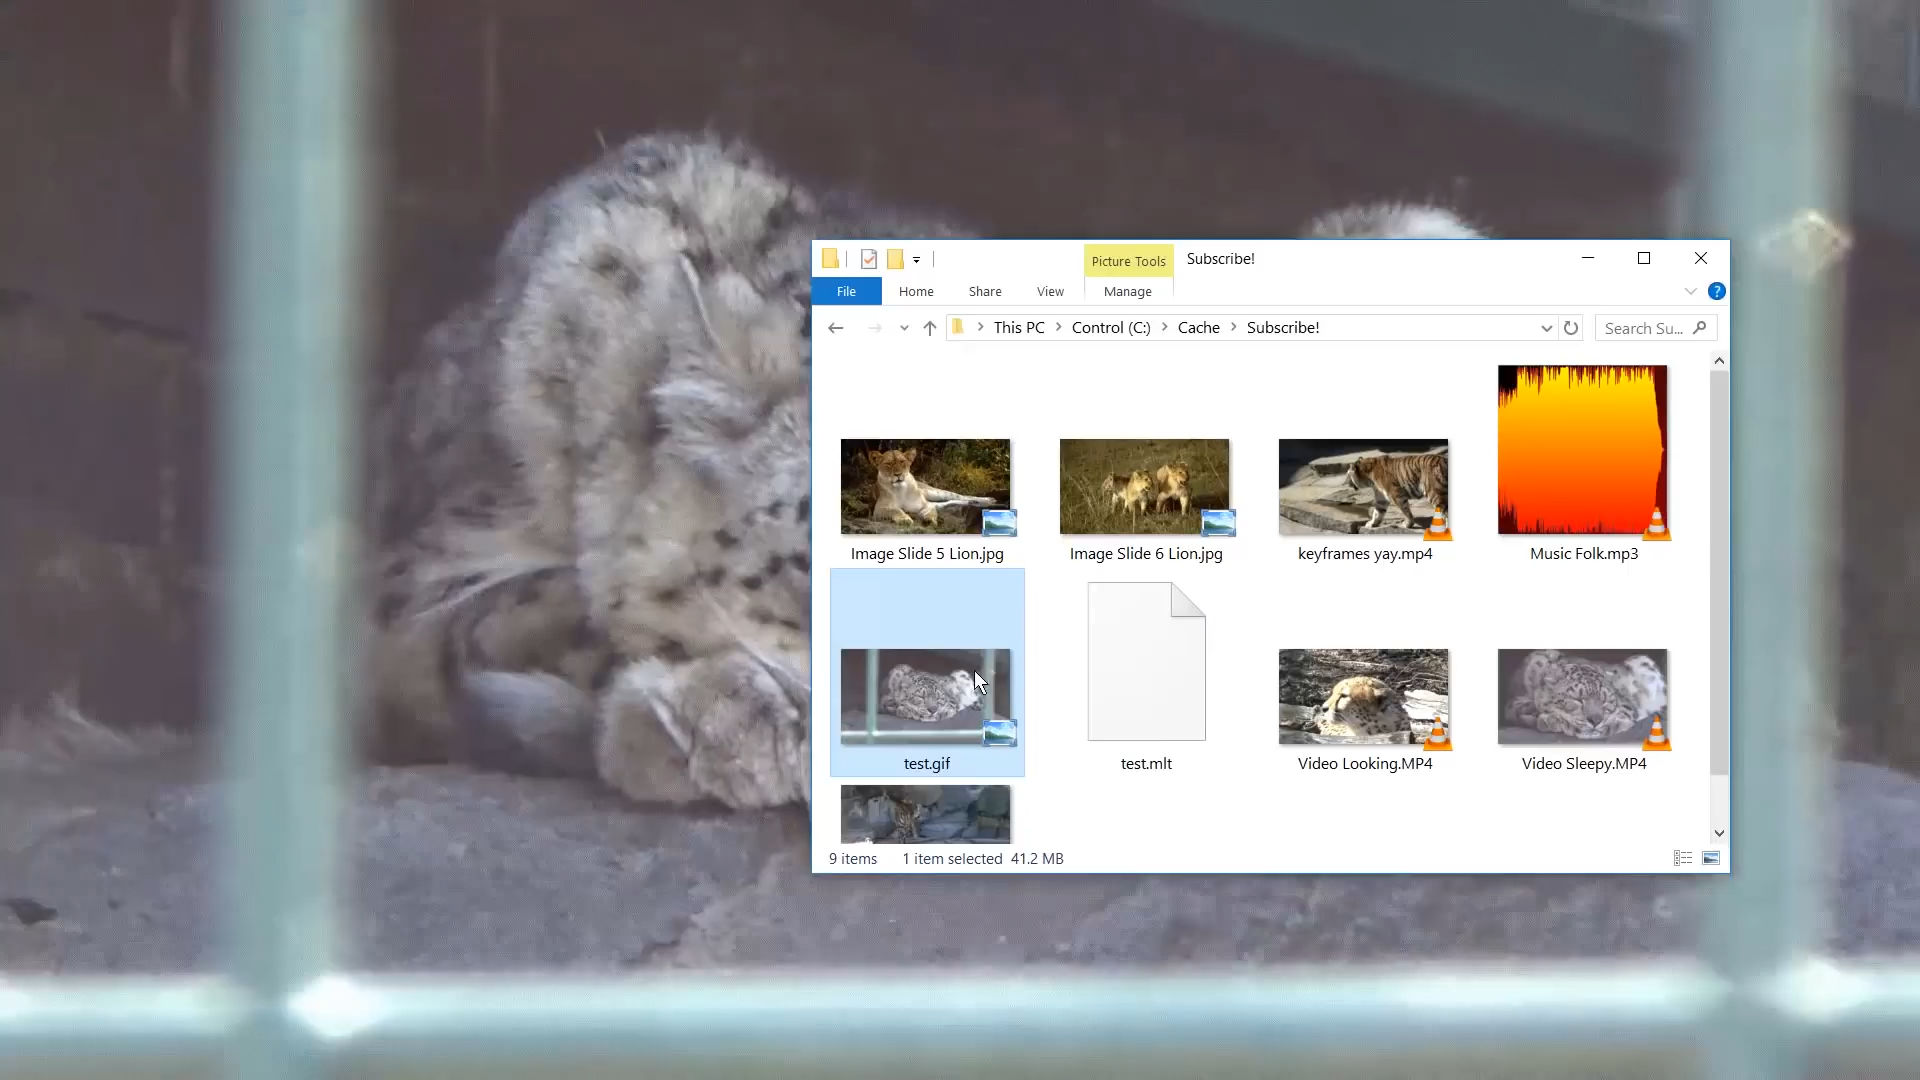 Picture Tools
Subscribe!
File
Home
Share
View
Manage
?
This PC
Control (C:)
Cache
Subscribe!
Search Su...
Image Slide 5 Lion.jpg
Image Slide 6 Lion.jpg
keyframes yay.mp4
Music Folk.mp3
test.gif
test.mlt
Video Looking.MP4
Video Sleepy.MP4
9 items
1 item selected 41.2 MB